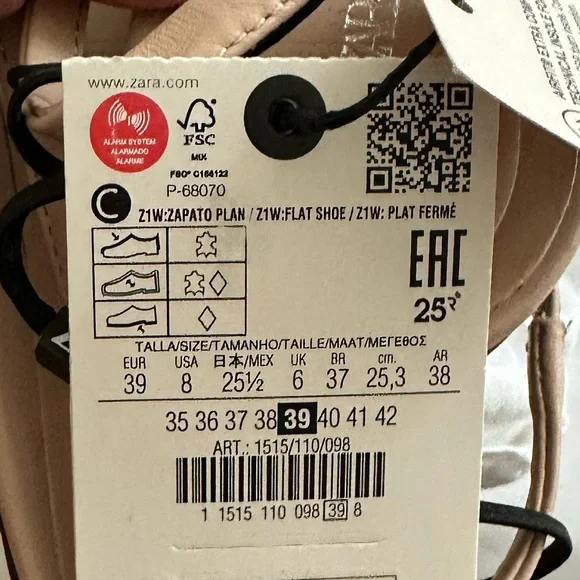 www.zara.com
ALARM SYSTEM
ALARMADO
ALARME
FSC
MIX
FSC® C166122
P-68070
C
Z1W:ZAPATO PLAN / Z1W:FLAT SHOE / Z1W: PLAT FERMÉ
EAC
25
TALLA/SIZE/TAMANHO/TAILLE/MAAT/ΜΕΓΕΘΟΣ
EUR USA 日本/MEX UK BR cm. AR
39 8 25½ 6 37 25,3 38
35 36 37 38 39 40 41 42
ART.: 1515/110/098
1 1515 110 098 39 8